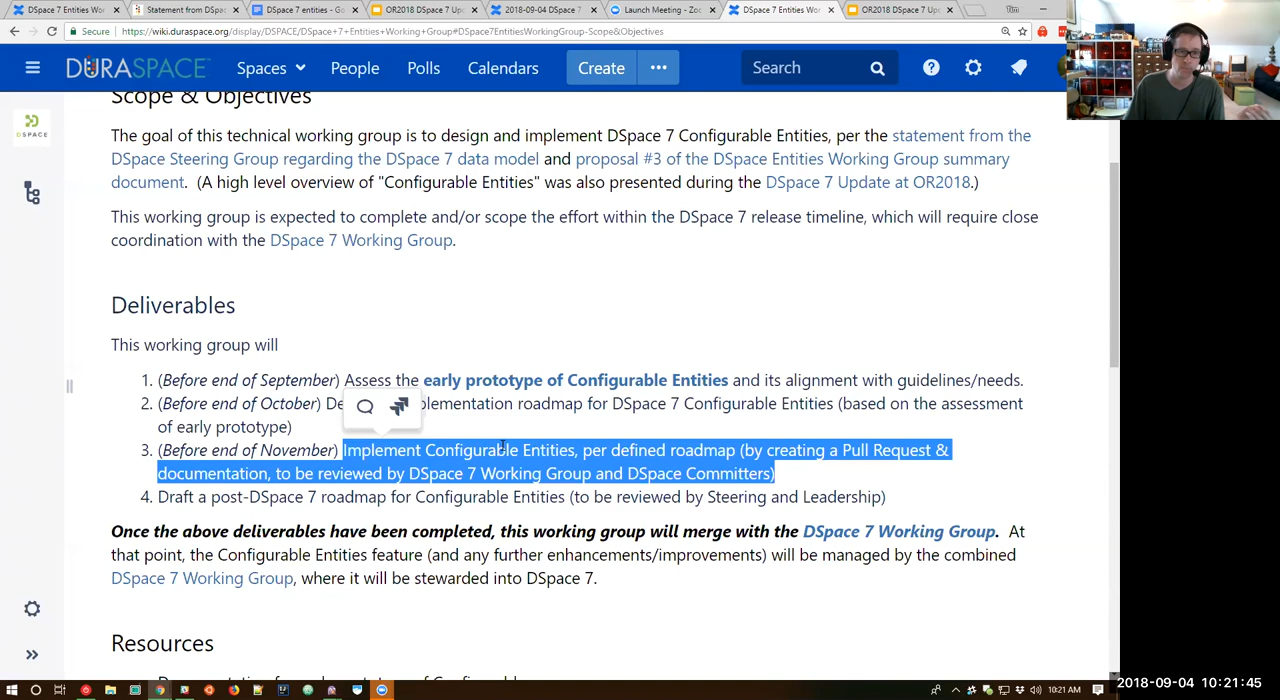 DSpace 7 Entities Wo
Statement from DSpac
DSpace 7 entities - Go
OR2018 DSpace 7 Up
2018-09-04 DSpace 7
Launch Meeting - Zoo
DSpace 7 Entities Wor
OR2018 DSpace 7 Up
Tim
Secure
https://wiki.duraspace.org/display/DSPACE/DSpace+7+Entities+Working+Group#DSpace7EntitiesWorkingGroup-Scope&Objectives
DURASPACE
Spaces
People
Polls
Calendars
Create
Search
DSPACE
Scope & Objectives
The goal of this technical working group is to design and implement DSpace 7 Configurable Entities, per the statement from the
DSpace Steering Group regarding the DSpace 7 data model and proposal #3 of the DSpace Entities Working Group summary
document. (A high level overview of "Configurable Entities" was also presented during the DSpace 7 Update at OR2018.)
This working group is expected to complete and/or scope the effort within the DSpace 7 release timeline, which will require close
coordination with the DSpace 7 Working Group.
Deliverables
This working group will
1. (Before end of September) Assess the early prototype of Configurable Entities and its alignment with guidelines/needs.
2. (Before end of October) De plementation roadmap for DSpace 7 Configurable Entities (based on the assessment
of early prototype)
3. (Before end of November) Implement Configurable Entities, per defined roadmap (by creating a Pull Request &
documentation, to be reviewed by DSpace 7 Working Group and DSpace Committers)
4. Draft a post-DSpace 7 roadmap for Configurable Entities (to be reviewed by Steering and Leadership)
Once the above deliverables have been completed, this working group will merge with the DSpace 7 Working Group. At
that point, the Configurable Entities feature (and any further enhancements/improvements) will be managed by the combined
DSpace 7 Working Group, where it will be stewarded into DSpace 7.
Resources
10:21 AM
2018-09-04 10:21:45